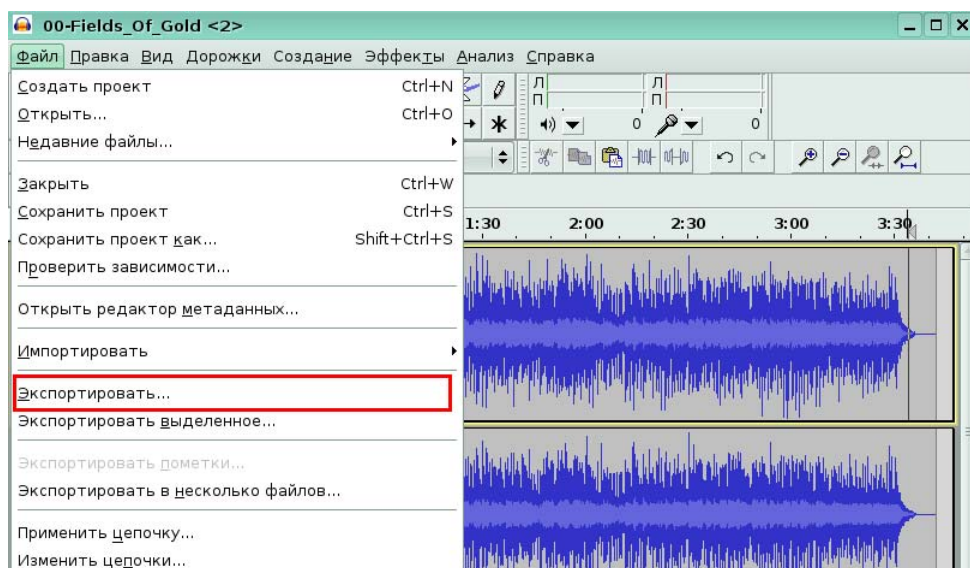 00-Fields_Of_Gold <2>
Файл Правка Вид Дорожки Создание Эффекты Анализ Справка
Создать проект Ctrl+N
Открыть... Ctrl+O
Недавние файлы...
Закрыть Ctrl+W
Сохранить проект Ctrl+S
Сохранить проект как... Shift+Ctrl+S
Проверить зависимости...
Открыть редактор метаданных...
Импортировать
Экспортировать...
Экспортировать выделенное...
Экспортировать пометки...
Экспортировать в несколько файлов...
Применить цепочку...
Изменить цепочки...
Л Л
П П
0 0
1:30 2:00 2:30 3:00 3:30